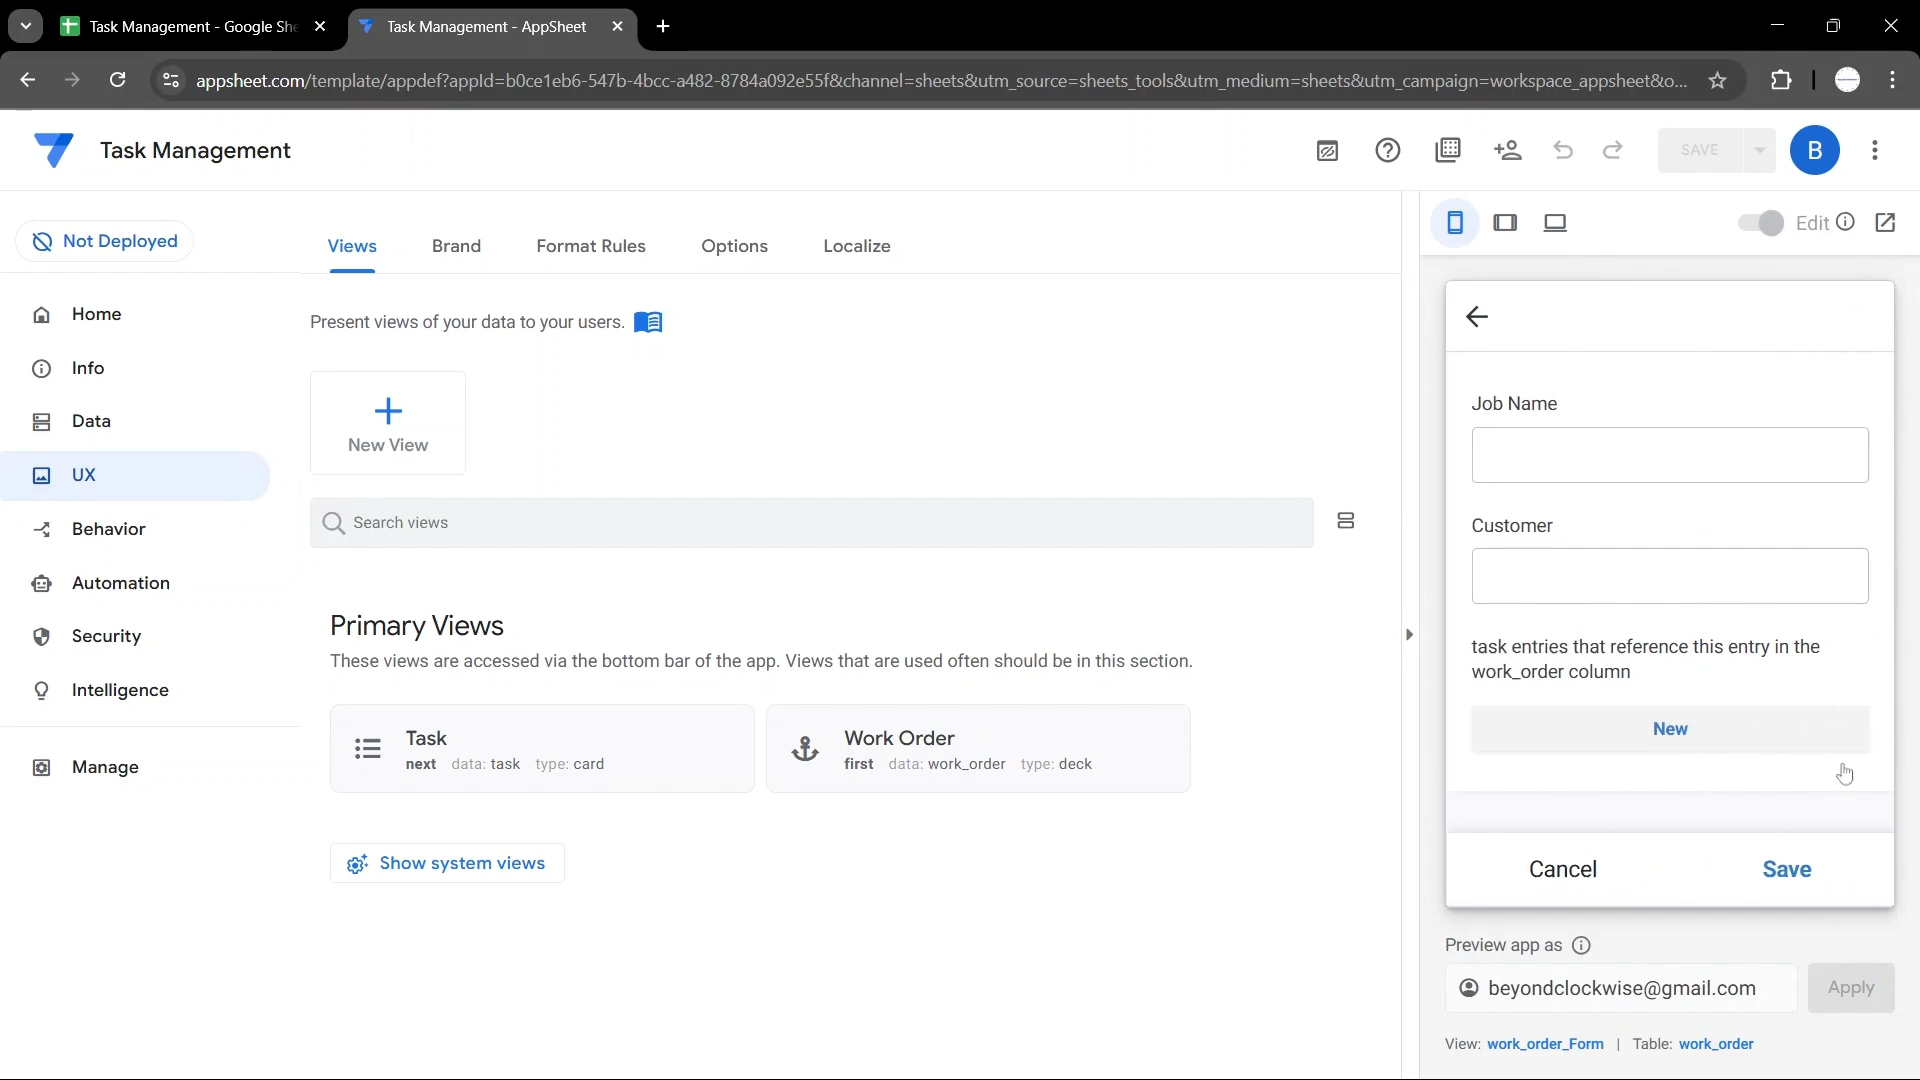 Task Management - Google She
Task Management - AppSheet
appsheet.com/template/appdef?appId=b0ce1eb6-547b-4bcc-a482-8784a092e55f&channel=sheets&utm_source=sheets_tools&utm_medium=sheets&utm_campaign=workspace_appsheet&o...
Task Management
SAVE
B
Not Deployed
Home
Info
Data
UX
Behavior
Automation
Security
Intelligence
Manage
Views
Brand
Format Rules
Options
Localize
Present views of your data to your users.
New View
Search views
Primary Views
These views are accessed via the bottom bar of the app. Views that are used often should be in this section.
Task
next data: task type: card
Work Order
first data: work_order type: deck
Show system views
Edit
Job Name
Customer
task entries that reference this entry in the
work_order column
New
Cancel
Save
Preview app as
beyondclockwise@gmail.com
Apply
View: work_order_Form | Table: work_order